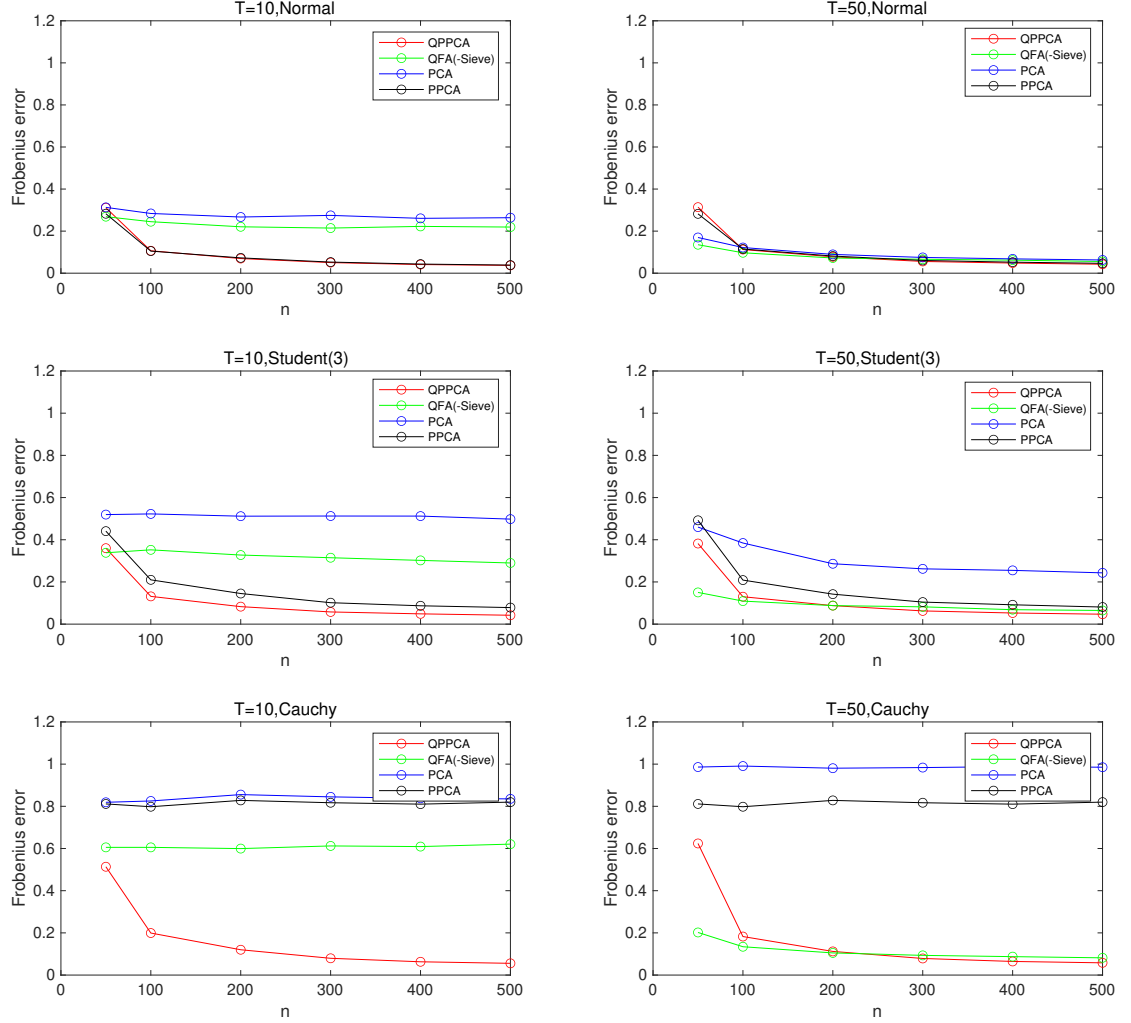 T=10,Normal
1.2
1
0.8
0.6
0.4
0.2
0
Frobenius error
0
100
200
300
400
500
n
QPPCA
QFA(-Sieve)
PCA
PPCA
T=50,Normal
1.2
1
0.8
0.6
0.4
0.2
0
Frobenius error
0
100
200
300
400
500
n
QPPCA
QFA(-Sieve)
PCA
PPCA
T=10,Student(3)
1.2
1
0.8
0.6
0.4
0.2
0
Frobenius error
0
100
200
300
400
500
n
QPPCA
QFA(-Sieve)
PCA
PPCA
T=50,Student(3)
1.2
1
0.8
0.6
0.4
0.2
0
Frobenius error
0
100
200
300
400
500
n
QPPCA
QFA(-Sieve)
PCA
PPCA
T=10,Cauchy
1.2
1
0.8
0.6
0.4
0.2
0
Frobenius error
0
100
200
300
400
500
n
QPPCA
QFA(-Sieve)
PCA
PPCA
T=50,Cauchy
1.2
1
0.8
0.6
0.4
0.2
0
Frobenius error
0
100
200
300
400
500
n
QPPCA
QFA(-Sieve)
PCA
PPCA